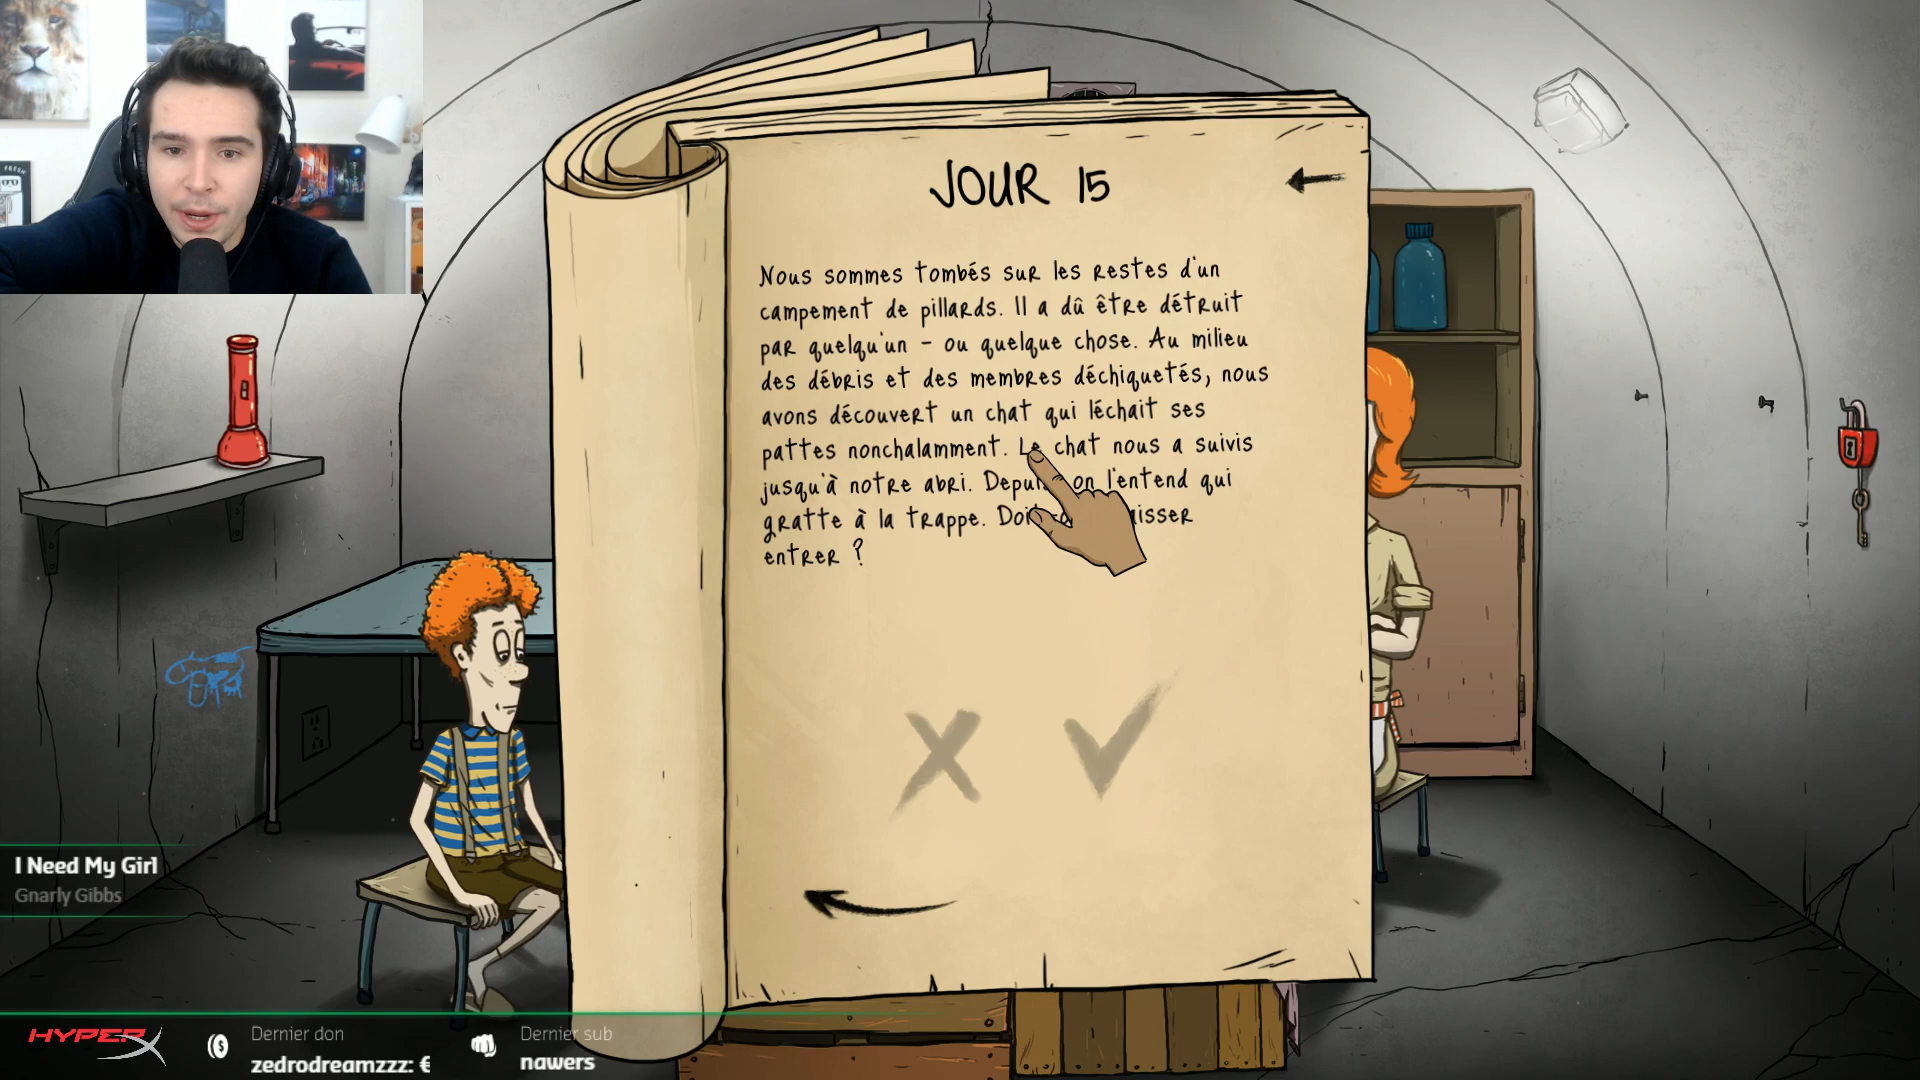 FRESH
JOUR 15
Nous sommes tombés sur les restes d'un
campement de pillards. Il a dû être détruit
par quelqu'un - ou quelque chose. Au milieu
des débris et des membres déchiquetés, nous
avons découvert un chat qui léchait ses
pattes nonchalamment. Le chat nous a suivis
jusqu'à notre abri. on l'entend qui
gratte à la trappe.
entrer ?
I Need My Girl
Gnarly Gibbs
HYPERX
Dernier don
zedrodreamzzz: €
Dernier sub
nawers